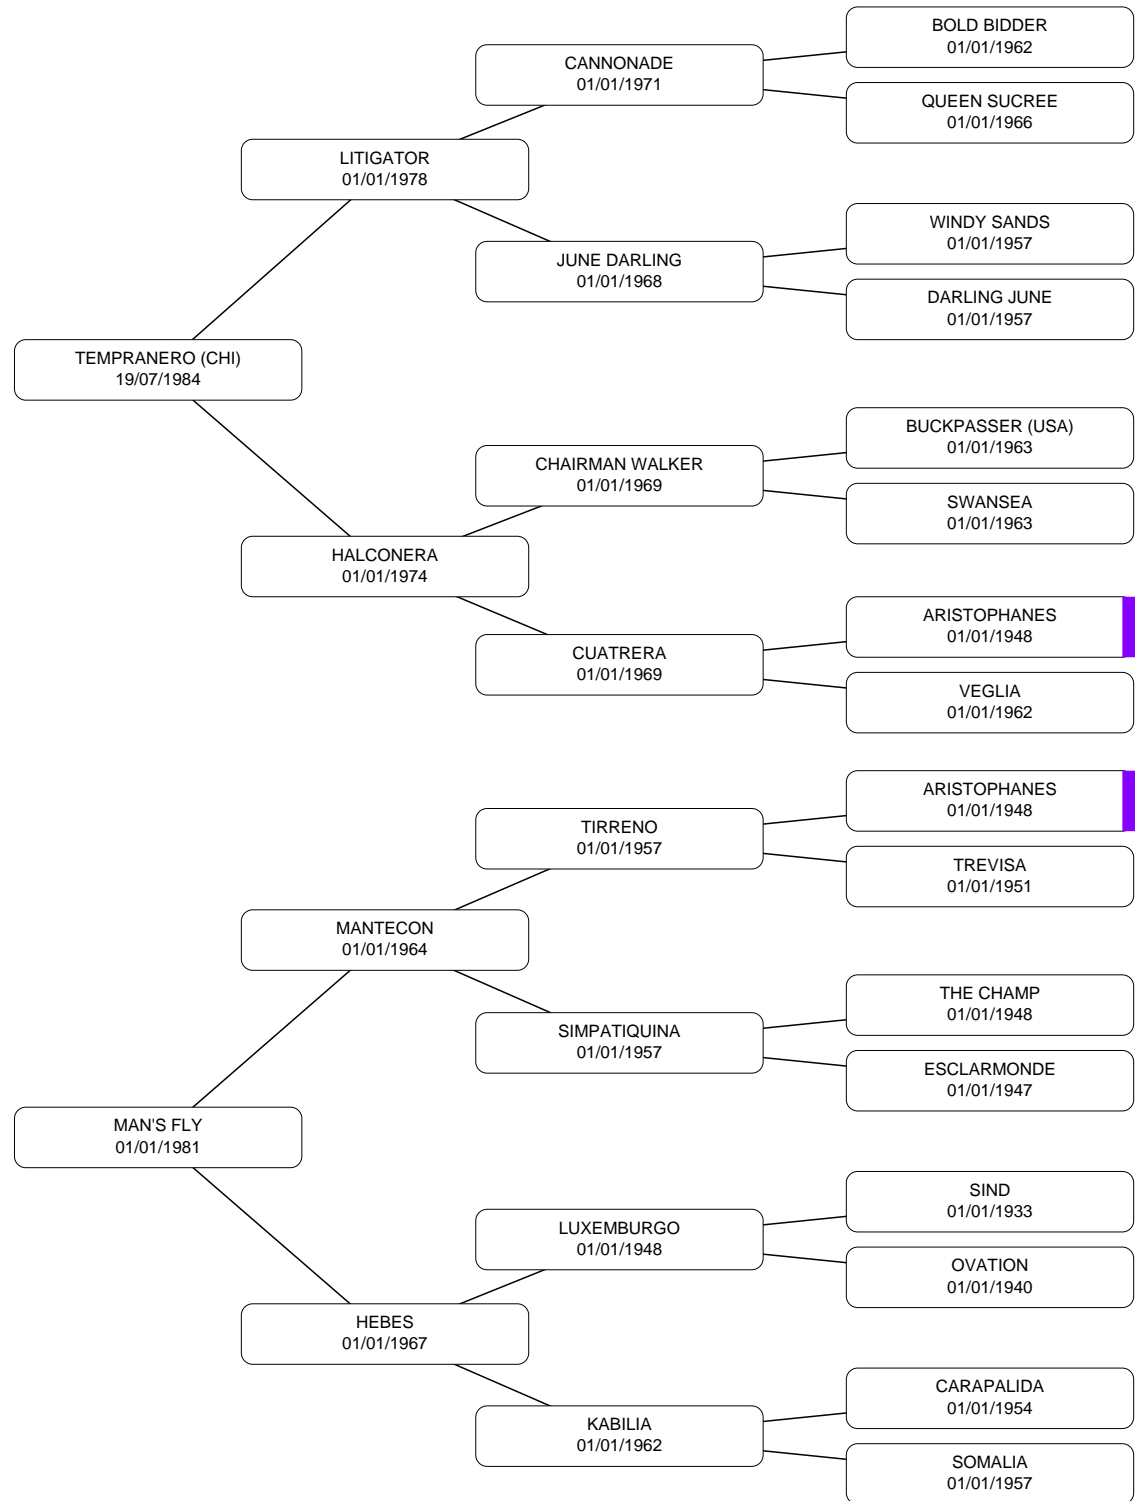 BOLD BIDDER
01/01/1962
CANNONADE
01/01/1971
QUEEN SUCREE
01/01/1966
LITIGATOR
01/01/1978
WINDY SANDS
01/01/1957
JUNE DARLING
01/01/1968
DARLING JUNE
01/01/1957
TEMPRANERO (CHI)
19/07/1984
BUCKPASSER (USA)
01/01/1963
CHAIRMAN WALKER
01/01/1969
SWANSEA
01/01/1963
HALCONERA
01/01/1974
ARISTOPHANES
01/01/1948
CUATRERA
01/01/1969
VEGLIA
01/01/1962
ARISTOPHANES
01/01/1948
TIRRENO
01/01/1957
TREVISA
01/01/1951
MANTECON
01/01/1964
THE CHAMP
01/01/1948
SIMPATIQUINA
01/01/1957
ESCLARMONDE
01/01/1947
MAN'S FLY
01/01/1981
SIND
01/01/1933
LUXEMBURGO
01/01/1948
OVATION
01/01/1940
HEBES
01/01/1967
CARAPALIDA
01/01/1954
KABILIA
01/01/1962
SOMALIA
01/01/1957